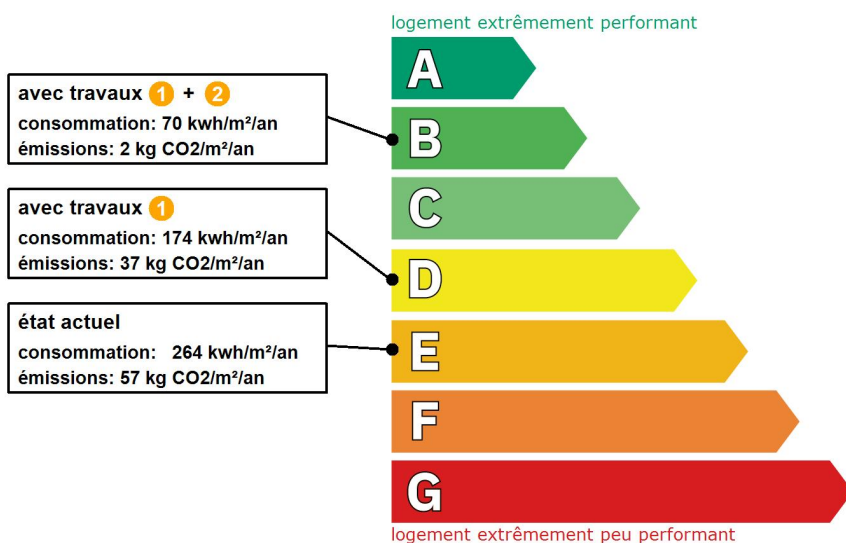 logement extrêmement performant
A
avec travaux 1 + 2
consommation: 70 kwh/m²/an
émissions: 2 kg CO2/m²/an
B
avec travaux 1
consommation: 174 kwh/m²/an
émissions: 37 kg CO2/m²/an
C
D
état actuel
consommation: 264 kwh/m²/an
émissions: 57 kg CO2/m²/an
E
F
G
logement extrêmement peu performant